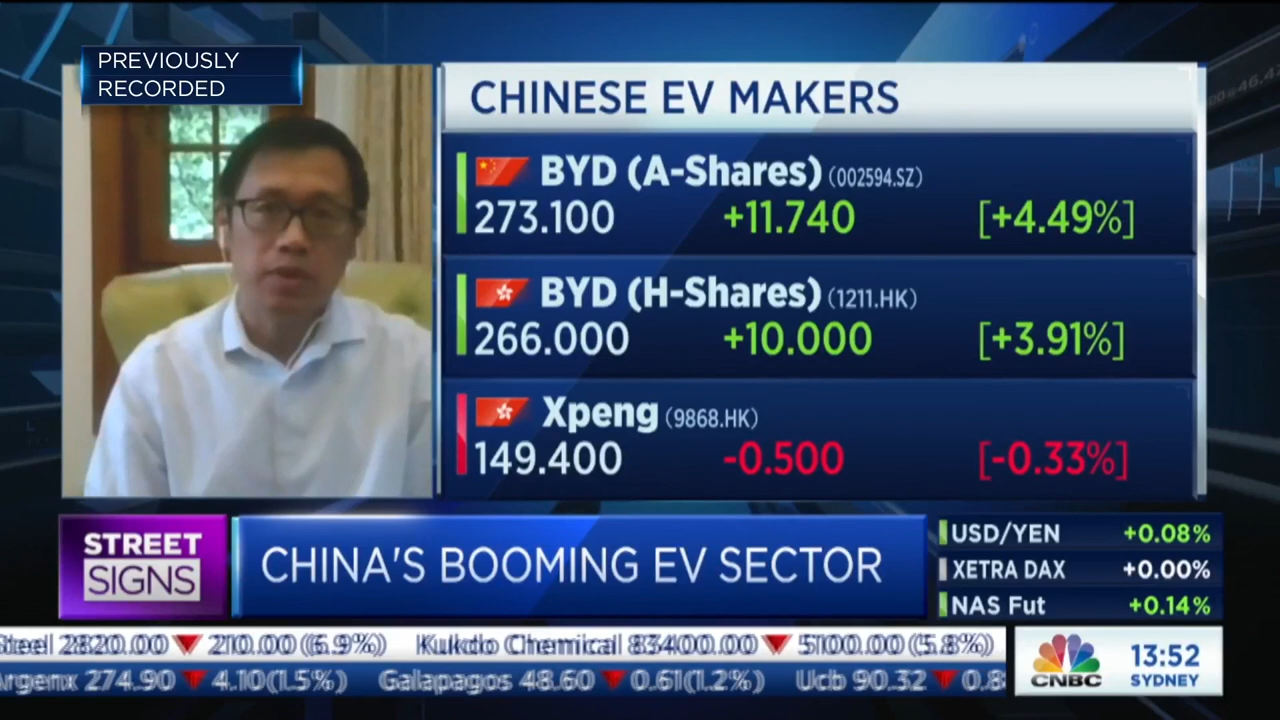 PREVIOUSLY
RECORDED
CHINESE EV MAKERS
BYD (A-Shares) (002594.SZ)
273.100 +11.740 [+4.49%]
BYD (H-Shares) (1211.HK)
266.000 +10.000 [+3.91%]
Xpeng (9868.HK)
149.400 -0.500 [-0.33%]
STREET
SIGNS
CHINA'S BOOMING EV SECTOR
USD/YEN +0.08%
XETRA DAX +0.00%
NAS Fut +0.14%
Steel 2820.00 ▼ 210.00 (6.9%) Kukdo Chemical 83400.00 ▼ 5100.00 (5.8%)
Argenx 274.90 ▼ 4.10(1.5%) Galapagos 48.60 ▼ 0.61(1.2%) Ucb 90.32 ▼
CNBC
13:52
SYDNEY